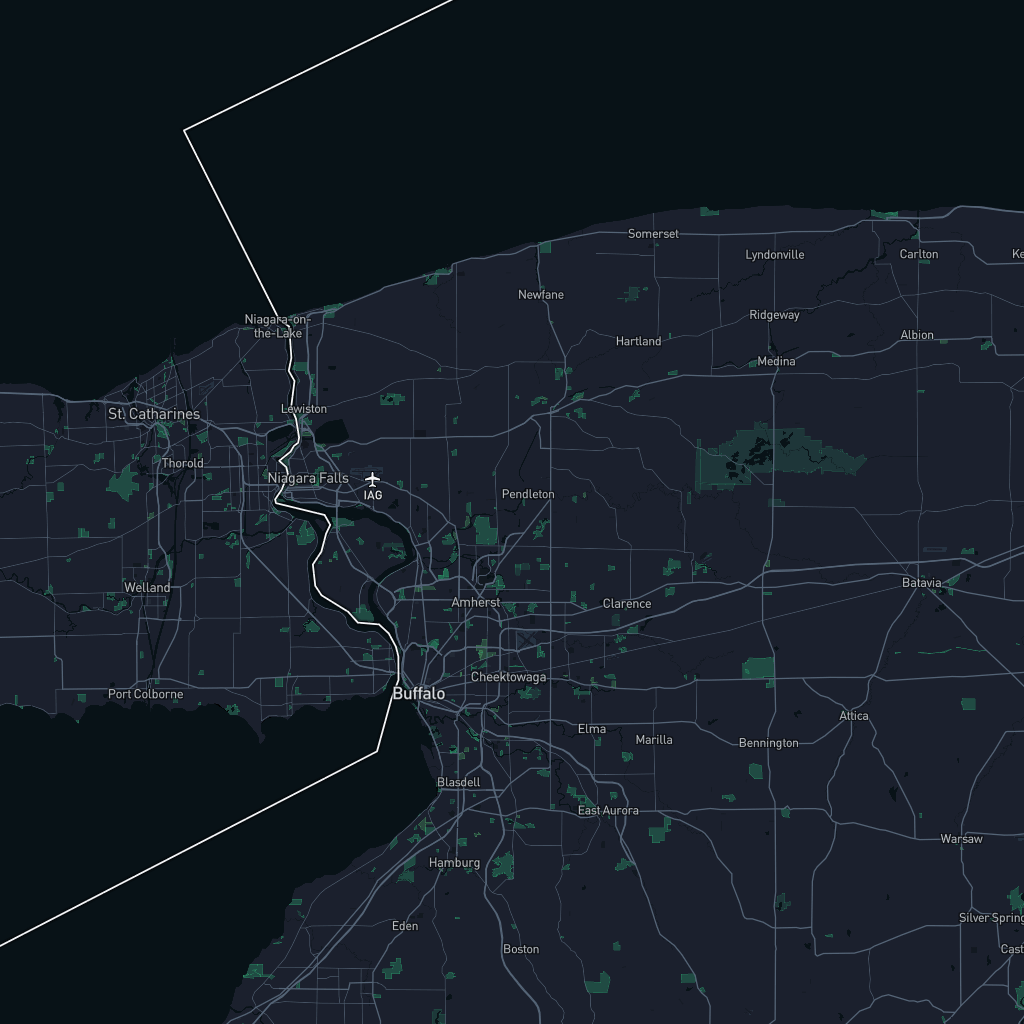 Somerset
Lyndonville
Carlton
Ke
Newfane
Ridgeway
Niagara-on-
the-Lake
Albion
Hartland
Medina
Lewiston
St. Catharines
Thorold
Niagara Falls
IAG
Pendleton
Batavia
Welland
Amherst
Clarence
Cheektowaga
Port Colborne
Buffalo
Attica
Elma
Marilla
Bennington
Blasdell
East Aurora
Warsaw
Hamburg
Silver Spring
Eden
Boston
Cast